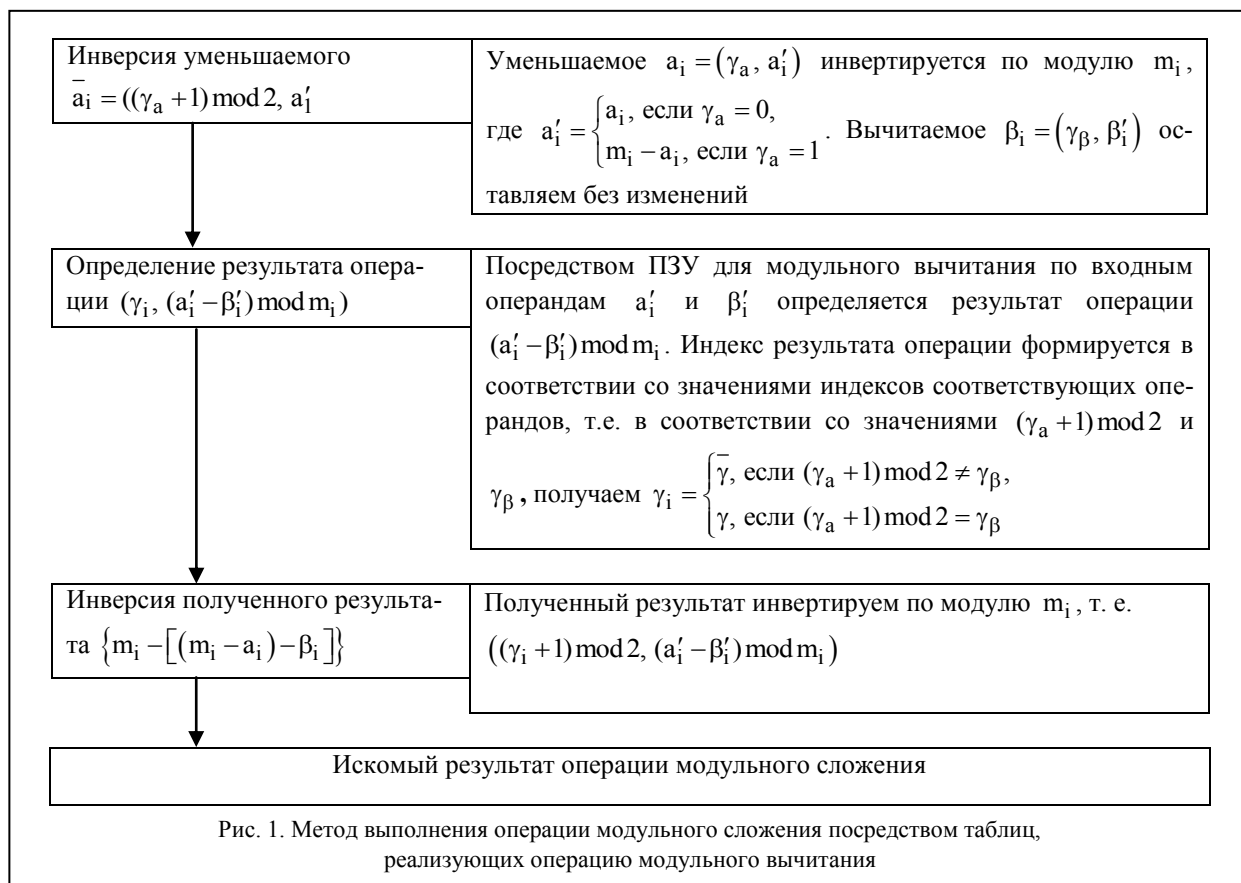 Инверсия уменьшаемого
a̅ᵢ = ((γₐ + 1) mod 2, a′₁
Уменьшаемое aᵢ = (γₐ, a′ᵢ) инвертируется по модулю mᵢ,
где a′ᵢ = { aᵢ, если γₐ = 0,
mᵢ − aᵢ, если γₐ = 1 . Вычитаемое βᵢ = (γᵦ, β′ᵢ) ос-
тавляем без изменений
Определение результата опера-
ции (γᵢ, (a′ᵢ − β′ᵢ) mod mᵢ)
Посредством ПЗУ для модульного вычитания по входным
операндам a′ᵢ и β′ᵢ определяется результат операции
(a′ᵢ − β′ᵢ) mod mᵢ. Индекс результата операции формируется в
соответствии со значениями индексов соответствующих опе-
рандов, т.е. в соответствии со значениями (γₐ + 1) mod 2 и
γᵦ, получаем γᵢ = { γ̅, если (γₐ + 1) mod 2 ≠ γᵦ,
γ, если (γₐ + 1) mod 2 = γᵦ
Инверсия полученного результа-
та {mᵢ − [(mᵢ − aᵢ) − βᵢ]}
Полученный результат инвертируем по модулю mᵢ, т. е.
((γᵢ + 1) mod 2, (a′ᵢ − β′ᵢ) mod mᵢ)
Искомый результат операции модульного сложения
Рис. 1. Метод выполнения операции модульного сложения посредством таблиц,
реализующих операцию модульного вычитания